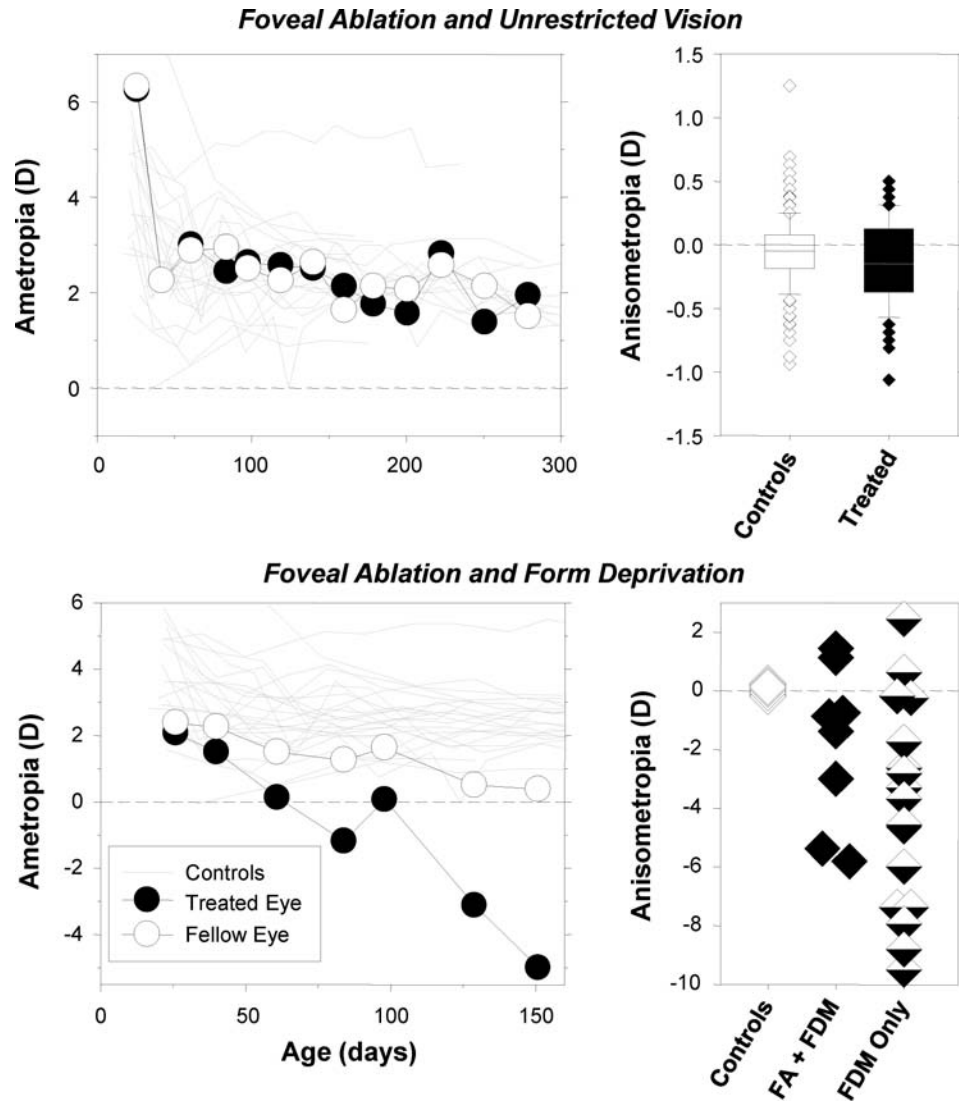 Foveal Ablation and Unrestricted Vision
Ametropia (D)
6
4
2
0
0
100
200
300
Anisometropia (D)
1.5
1.0
0.5
0.0
-0.5
-1.0
-1.5
Controls
Treated
Foveal Ablation and Form Deprivation
Ametropia (D)
6
4
2
0
-2
-4
Controls
Treated Eye
Fellow Eye
0
50
100
150
Age (days)
Anisometropia (D)
2
0
-2
-4
-6
-8
-10
Controls
FA + FDM
FDM Only